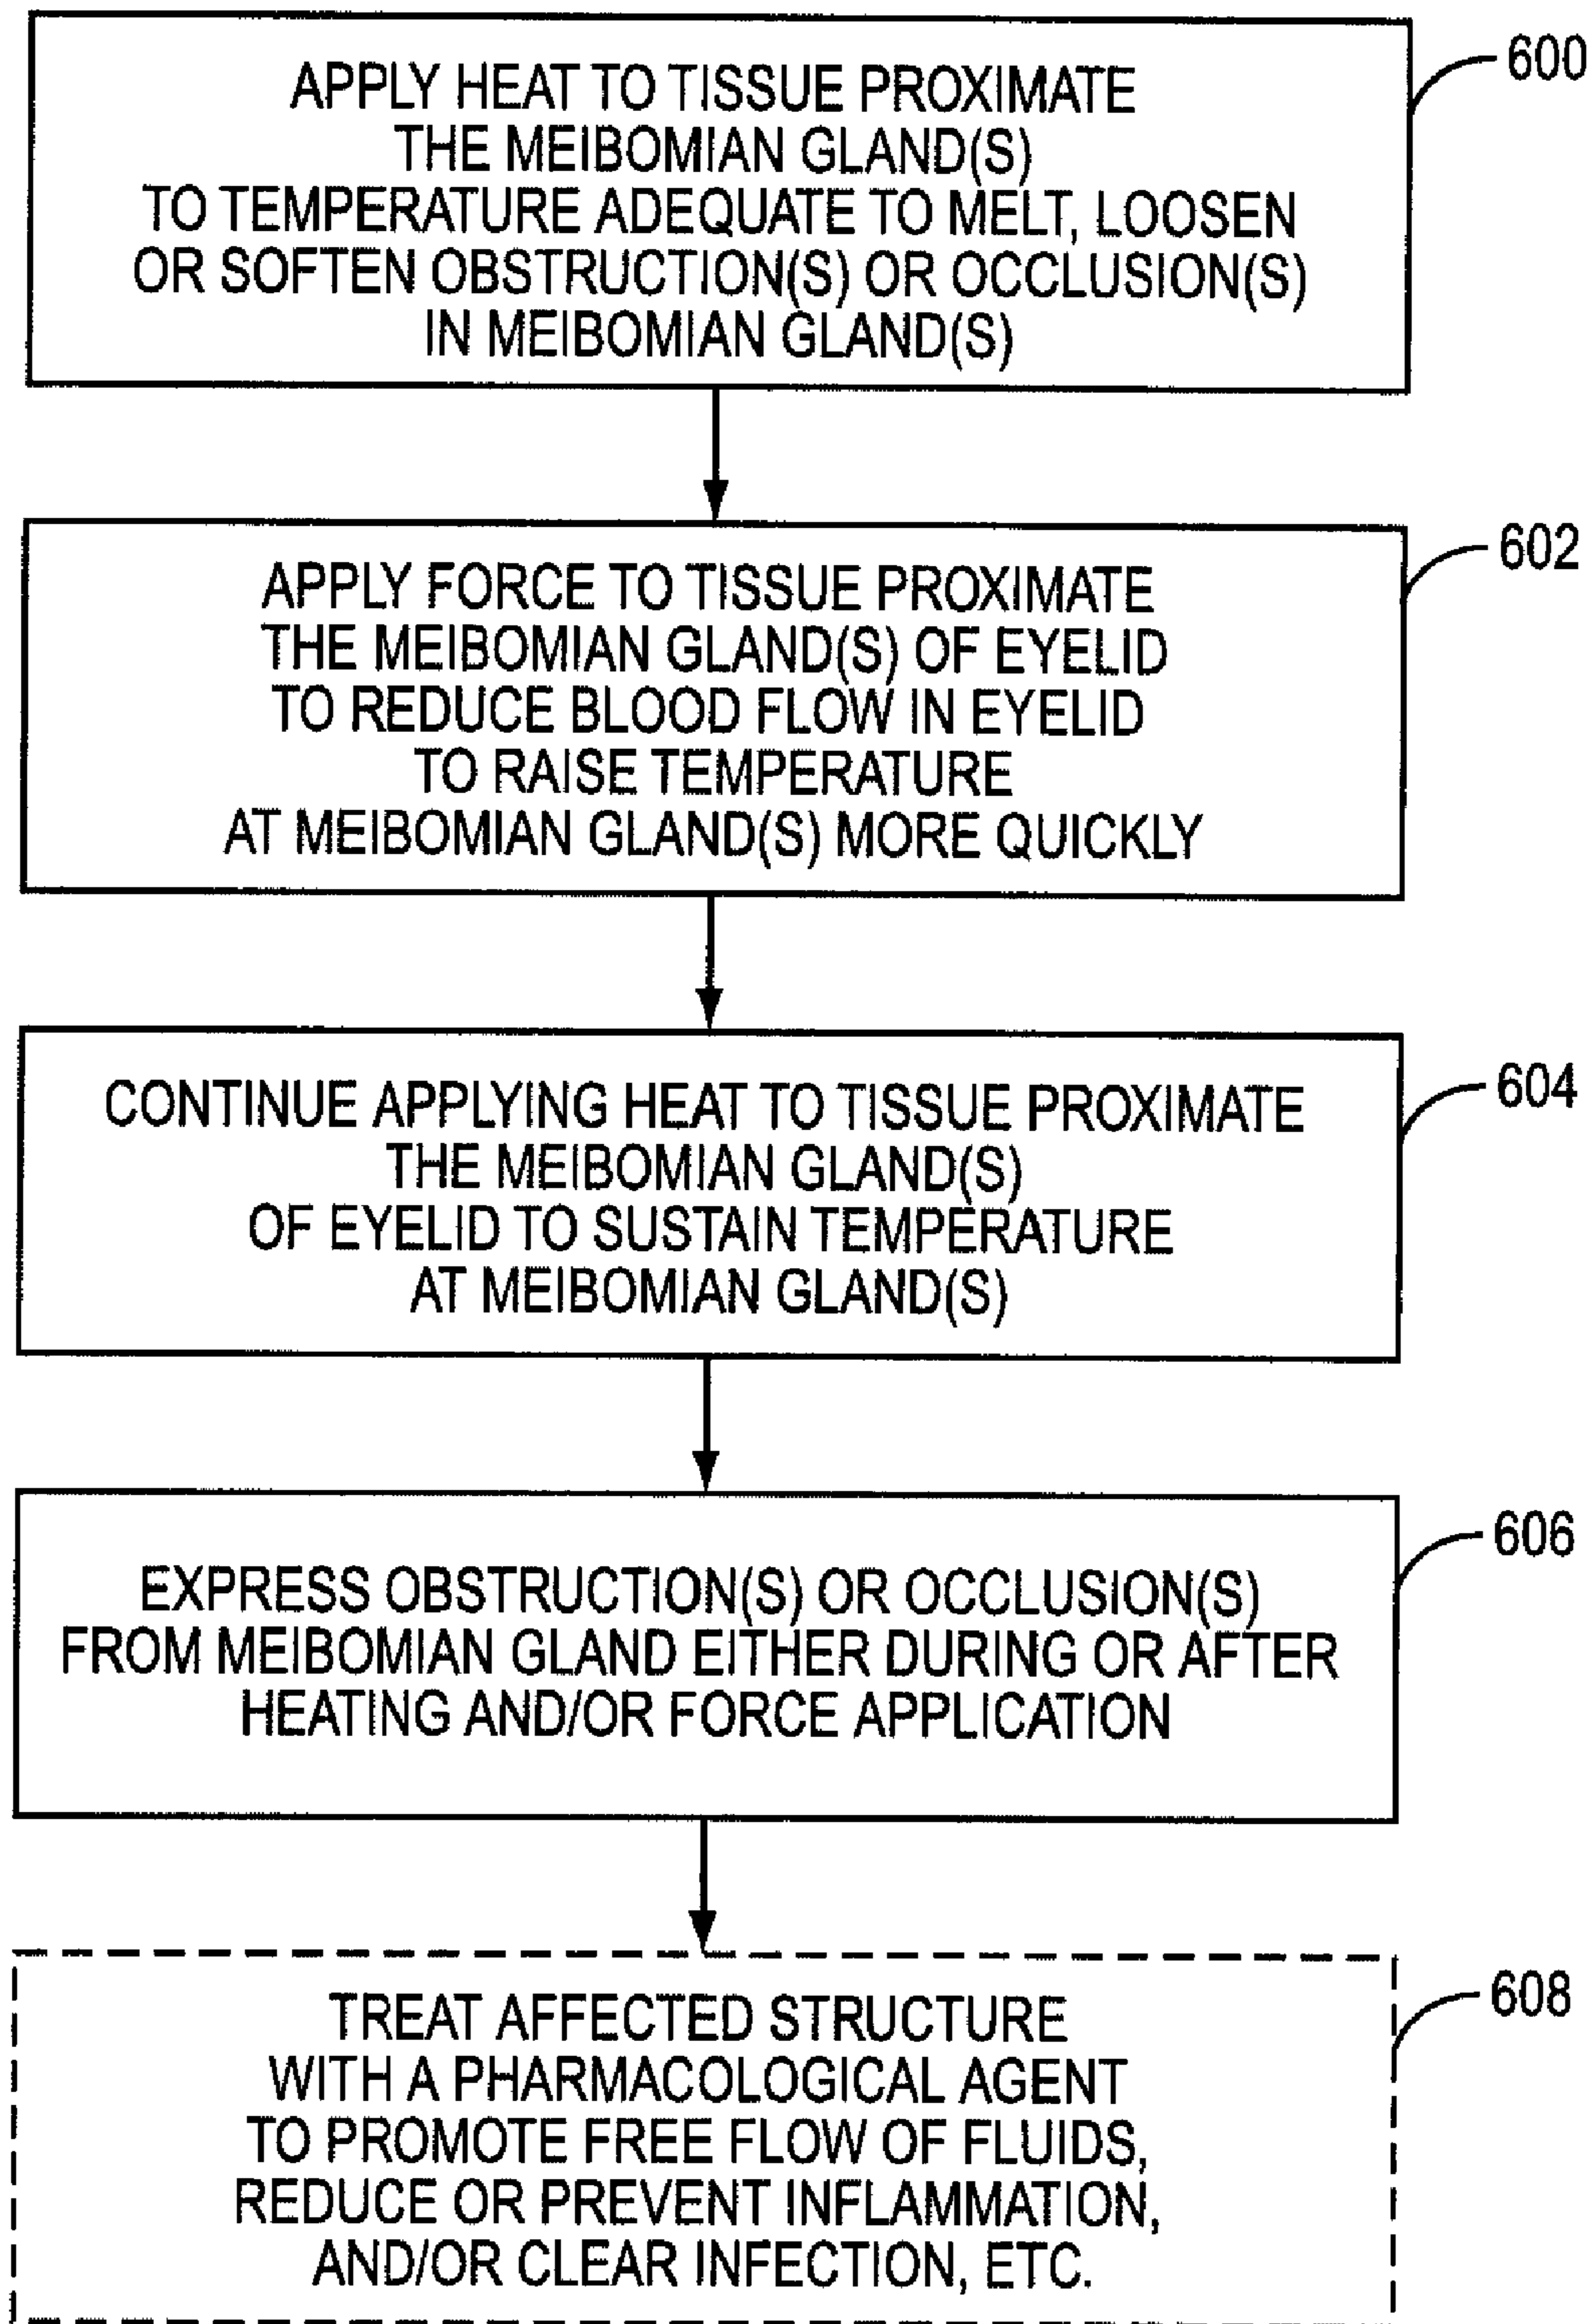 APPLY HEAT TO TISSUE PROXIMATE
THE MEIBOMIAN GLAND(S)
TO TEMPERATURE ADEQUATE TO MELT, LOOSEN
OR SOFTEN OBSTRUCTION(S) OR OCCLUSION(S)
IN MEIBOMIAN GLAND(S)
600
APPLY FORCE TO TISSUE PROXIMATE
THE MEIBOMIAN GLAND(S) OF EYELID
TO REDUCE BLOOD FLOW IN EYELID
TO RAISE TEMPERATURE
AT MEIBOMIAN GLAND(S) MORE QUICKLY
602
CONTINUE APPLYING HEAT TO TISSUE PROXIMATE
THE MEIBOMIAN GLAND(S)
OF EYELID TO SUSTAIN TEMPERATURE
AT MEIBOMIAN GLAND(S)
604
EXPRESS OBSTRUCTION(S) OR OCCLUSION(S)
FROM MEIBOMIAN GLAND EITHER DURING OR AFTER
HEATING AND/OR FORCE APPLICATION
606
TREAT AFFECTED STRUCTURE
WITH A PHARMACOLOGICAL AGENT
TO PROMOTE FREE FLOW OF FLUIDS,
REDUCE OR PREVENT INFLAMMATION,
AND/OR CLEAR INFECTION, ETC.
608